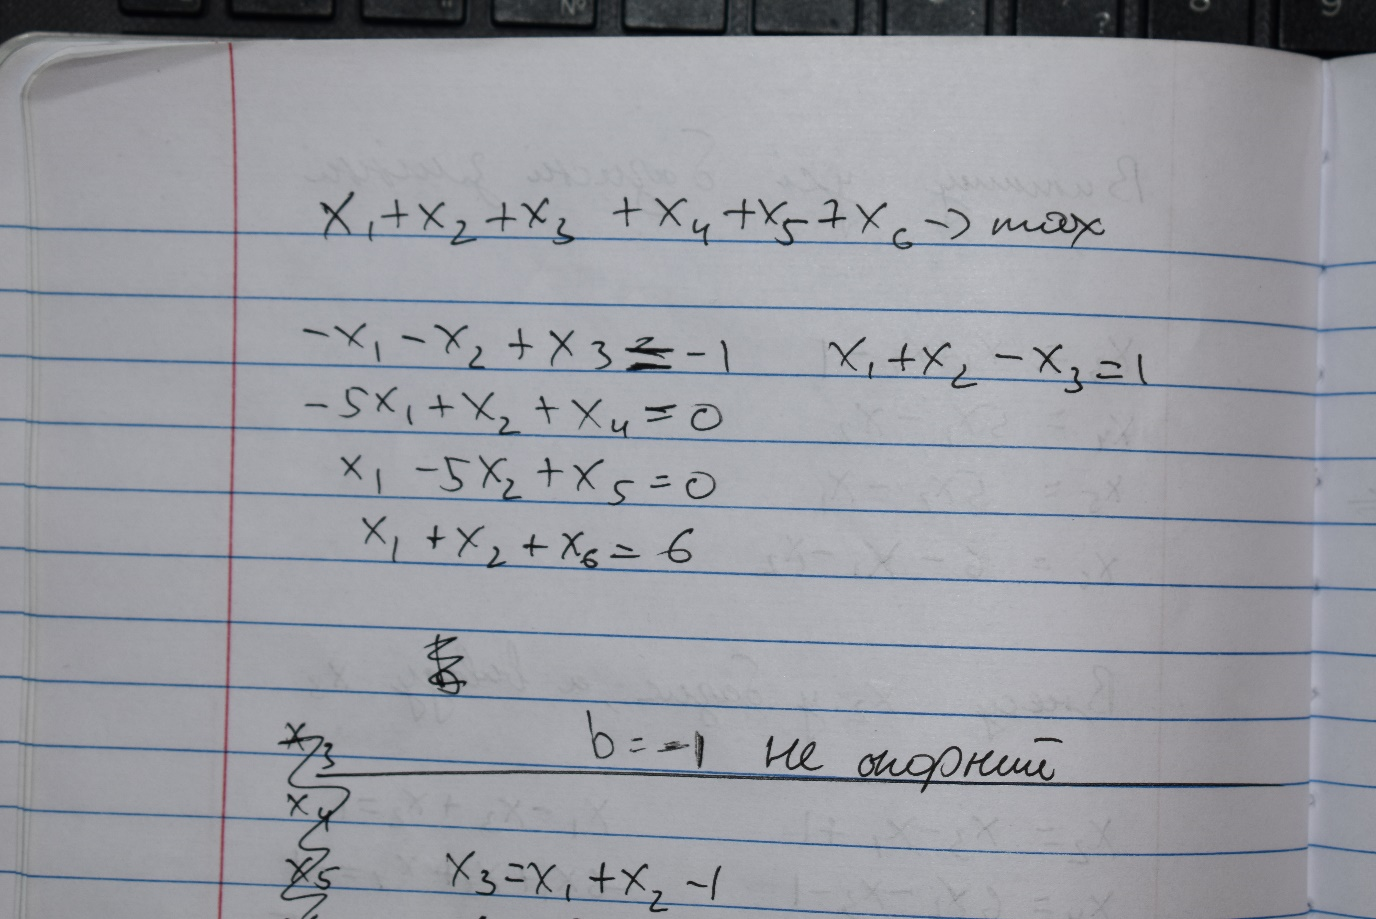 x₁+x₂+x₃ +x₄+x₅+x₆→max
-x₁-x₂+x₃=-1 x₁+x₂-x₃=1
-5x₁+x₂+x₄=0
x₁-5x₂+x₅=0
x₁+x₂+x₆=6
b=-1 не опорний
x₃
x₄
x₅ x₃=x₁+x₂-1